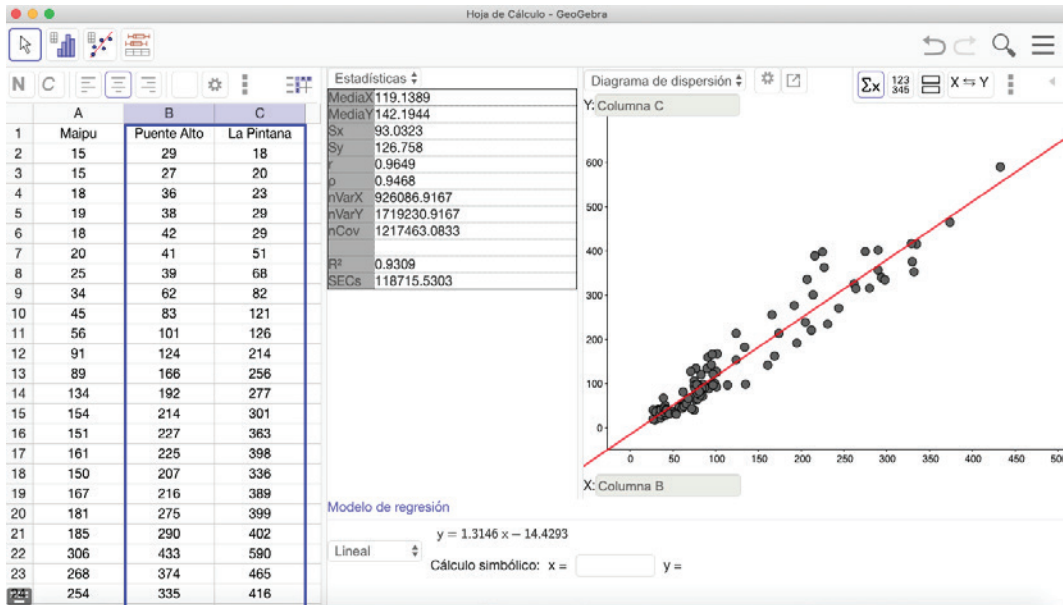 Hoja de Cálculo - GeoGebra
N C
Estadísticas
Diagrama de dispersión
Σx 123 345 X ⇆ Y
Y: Columna C
A B C
1 Maipu Puente Alto La Pintana
2 15 29 18
3 15 27 20
4 18 36 23
5 19 38 29
6 18 42 29
7 20 41 51
8 25 39 68
9 34 62 82
10 45 83 121
11 56 101 126
12 91 124 214
13 89 166 256
14 134 192 277
15 154 214 301
16 151 227 363
17 161 225 398
18 150 207 336
19 167 216 389
20 181 275 399
21 185 290 402
22 306 433 590
23 268 374 465
24 254 335 416
MediaX 119.1389
MediaY 142.1944
Sx 93.0323
Sy 126.758
r 0.9649
ρ 0.9468
nVarX 926086.9167
nVarY 1719230.9167
nCov 1217463.0833
R² 0.9309
SECs 118715.5303
600
500
400
300
200
100
0
0 50 100 150 200 250 300 350 400 450 500
X: Columna B
Modelo de regresión
y = 1.3146 x − 14.4293
Lineal
Cálculo simbólico: x = y =